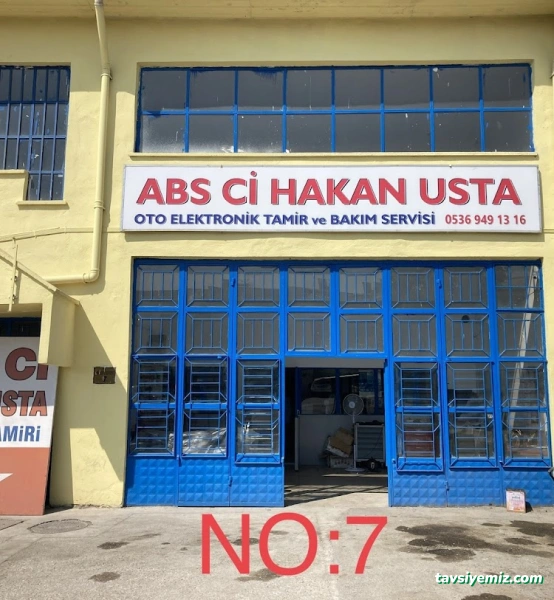 ABS Cİ HAKAN USTA
OTO ELEKTRONİK TAMİR ve BAKIM SERVİSİ 0536 949 13 16
Cİ
USTA
AMİRİ
NO:7
tavsiyemiz.com